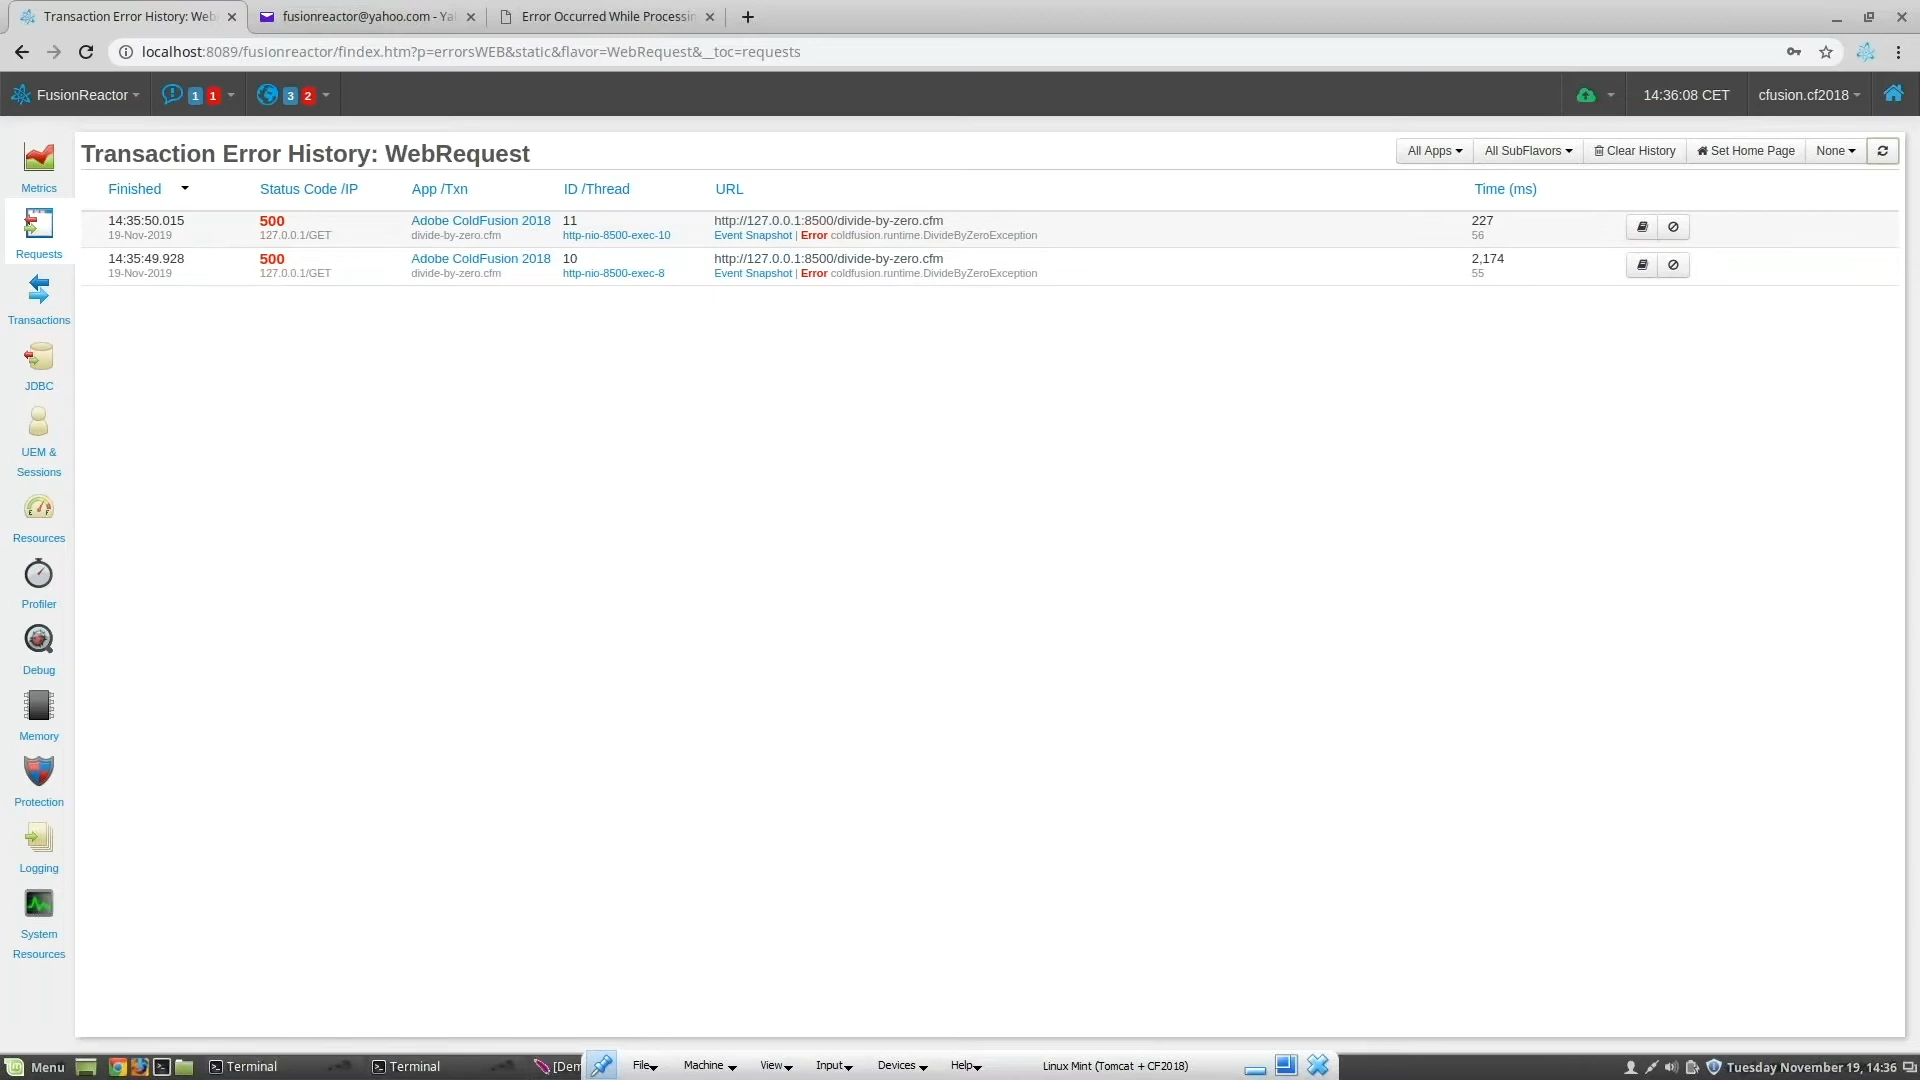 Transaction Error History: Web
fusionreactor@yahoo.com - Ya
Error Occurred While Processin
localhost:8089/fusionreactor/findex.htm?p=errorsWEB&static&flavor=WebRequest&__toc=requests
FusionReactor
1 1
3 2
14:36:08 CET
cfusion.cf2018
Metrics
Requests
Transactions
JDBC
UEM &
Sessions
Resources
Profiler
Debug
Memory
Protection
Logging
System
Resources
Transaction Error History: WebRequest
All Apps
All SubFlavors
Clear History
Set Home Page
None
Finished Status Code /IP App /Txn ID /Thread URL Time (ms)
14:35:50.015 500 Adobe ColdFusion 2018 11 http://127.0.0.1:8500/divide-by-zero.cfm 227
19-Nov-2019 127.0.0.1/GET divide-by-zero.cfm http-nio-8500-exec-10 Event Snapshot | Error coldfusion.runtime.DivideByZeroException 56
14:35:49.928 500 Adobe ColdFusion 2018 10 http://127.0.0.1:8500/divide-by-zero.cfm 2,174
19-Nov-2019 127.0.0.1/GET divide-by-zero.cfm http-nio-8500-exec-8 Event Snapshot | Error coldfusion.runtime.DivideByZeroException 55
Menu
Terminal
Terminal
[Dem
File
Machine
View
Input
Devices
Help
Linux Mint (Tomcat + CF2018)
Tuesday November 19, 14:36